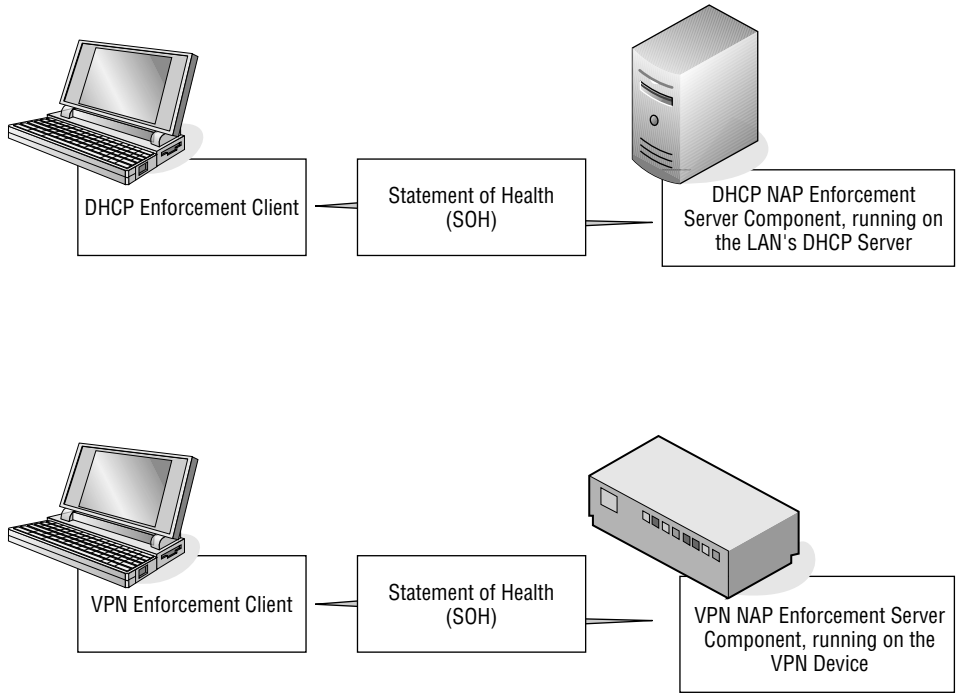 DHCP Enforcement Client
Statement of Health
(SOH)
DHCP NAP Enforcement
Server Component, running on
the LAN's DHCP Server
VPN Enforcement Client
Statement of Health
(SOH)
VPN NAP Enforcement Server
Component, running on the
VPN Device